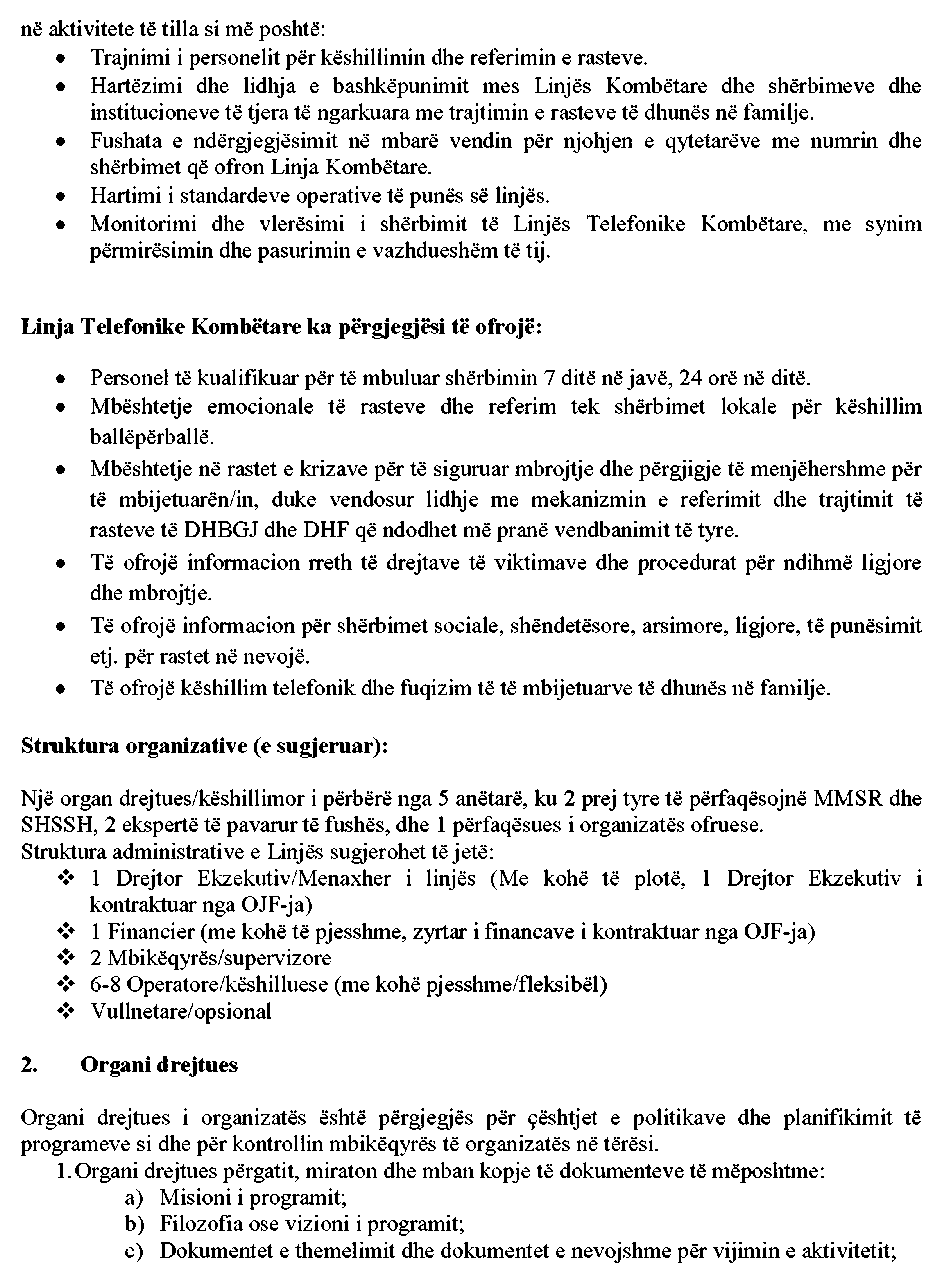 në aktivitete të tilla si më poshtë:
• Trajnimi i personelit për këshillimin dhe referimin e rasteve.
• Hartëzimi dhe lidhja e bashkëpunimit mes Linjës Kombëtare dhe shërbimeve dhe
institucioneve të tjera të ngarkuara me trajtimin e rasteve të dhunës në familje.
• Fushata e ndërgjegjësimit në mbarë vendin për njohjen e qytetarëve me numrin dhe
shërbimet që ofron Linja Kombëtare.
• Hartimi i standardeve operative të punës së linjës.
• Monitorimi dhe vlerësimi i shërbimit të Linjës Telefonike Kombëtare, me synim
përmirësimin dhe pasurimin e vazhdueshëm të tij.
Linja Telefonike Kombëtare ka përgjegjësi të ofrojë:
• Personel të kualifikuar për të mbuluar shërbimin 7 ditë në javë, 24 orë në ditë.
• Mbështetje emocionale të rasteve dhe referim tek shërbimet lokale për këshillim
ballëpërballë.
• Mbështetje në rastet e krizave për të siguruar mbrojtje dhe përgjigje të menjëhershme për
të mbijetuarën/in, duke vendosur lidhje me mekanizmin e referimit dhe trajtimit të
rasteve të DHBGJ dhe DHF që ndodhet më pranë vendbanimit të tyre.
• Të ofrojë informacion rreth të drejtave të viktimave dhe procedurat për ndihmë ligjore
dhe mbrojtje.
• Të ofrojë informacion për shërbimet sociale, shëndetësore, arsimore, ligjore, të punësimit
etj. për rastet në nevojë.
• Të ofrojë këshillim telefonik dhe fuqizim të të mbijetuarve të dhunës në familje.
Struktura organizative (e sugjeruar):
Një organ drejtues/këshillimor i përbërë nga 5 anëtarë, ku 2 prej tyre të përfaqësojnë MMSR dhe
SHSSH, 2 ekspertë të pavarur të fushës, dhe 1 përfaqësues i organizatës ofruese.
Struktura administrative e Linjës sugjerohet të jetë:
❖ 1 Drejtor Ekzekutiv/Menaxher i linjës (Me kohë të plotë, 1 Drejtor Ekzekutiv i
kontraktuar nga OJF-ja)
❖ 1 Financier (me kohë të pjesshme, zyrtar i financave i kontraktuar nga OJF-ja)
❖ 2 Mbikëqyrës/supervizore
❖ 6-8 Operatore/këshilluese (me kohë pjesshme/fleksibël)
❖ Vullnetare/opsional
2. Organi drejtues
Organi drejtues i organizatës është përgjegjës për çështjet e politikave dhe planifikimit të
programeve si dhe për kontrollin mbikëqyrës të organizatës në tërësi.
1. Organi drejtues përgatit, miraton dhe mban kopje të dokumenteve të mëposhtme:
a) Misioni i programit;
b) Filozofia ose vizioni i programit;
c) Dokumentet e themelimit dhe dokumentet e nevojshme për vijimin e aktivitetit;